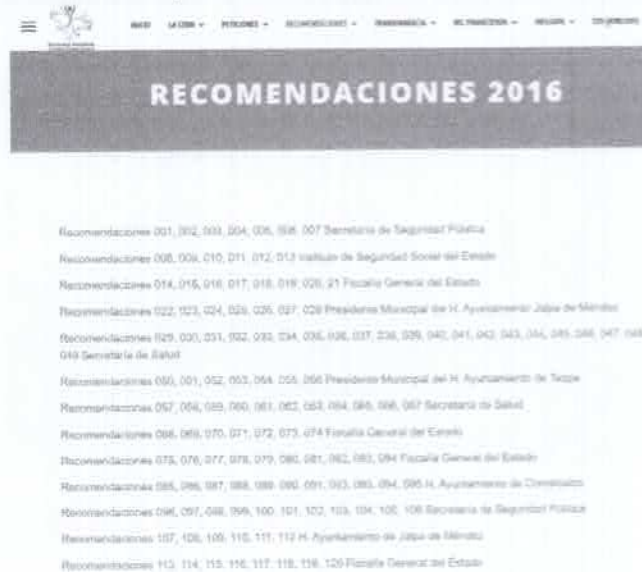 INICIO LA CEDH PETICIONES RECOMENDACIONES TRANSPARENCIA
RECOMENDACIONES 2016
Recomendaciones 001, 002, 003, 004, 005, 006, 007 Secretaría de Seguridad Pública
Recomendaciones 008, 009, 010, 011, 012, 013 Instituto de Seguridad Social del Estado
Recomendaciones 014, 015, 016, 017, 018, 019, 020, 21 Fiscalía General del Estado
Recomendaciones 022, 023, 024, 025, 026, 027, 028 Presidente Municipal del H. Ayuntamiento Jalpa de Méndez
Recomendaciones 029, 030, 031, 032, 033, 034, 035, 036, 037, 038, 039, 040, 041, 042, 043, 044, 045, 046, 047, 048
049 Secretaría de Salud
Recomendaciones 050, 051, 052, 053, 054, 055, 056 Presidente Municipal del H. Ayuntamiento de
Recomendaciones 057, 058, 059, 060, 061, 062, 063, 064, 065, 066, 067 Secretaría de Salud
Recomendaciones 068, 069, 070, 071, 072, 073, 074 Fiscalía General del Estado
Recomendaciones 075, 076, 077, 078, 079, 080, 081, 082, 083, 084 Fiscalía General del Estado
Recomendaciones 085, 086, 087, 088, 089, 090, 091, 093, 094, 095 H. Ayuntamiento de Comalcalco
Recomendaciones 096, 097, 098, 099, 100, 101, 102, 103, 104, 105, 106 Secretaría de Seguridad Pública
Recomendaciones 107, 108, 109, 110, 111, 112 H. Ayuntamiento de Jalpa de Méndez
Recomendaciones 113, 114, 115, 116, 117, 118, 119, 120 Fiscalía General del Estado